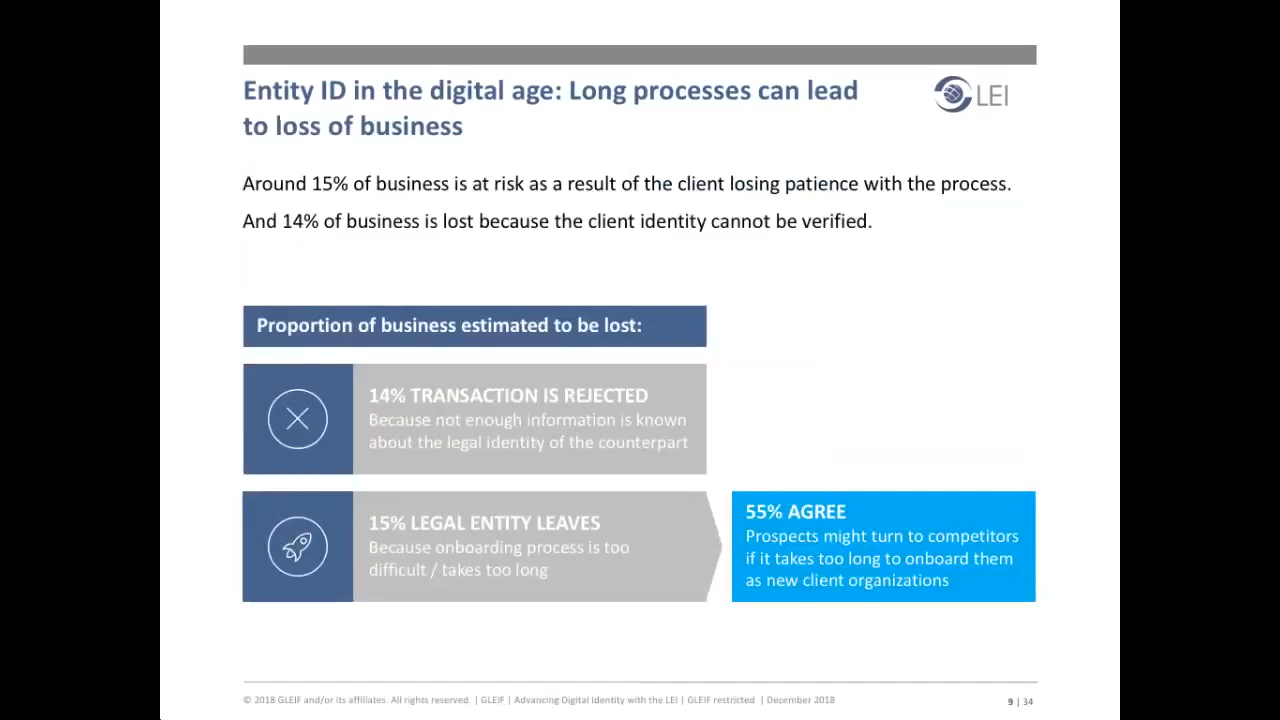 Entity ID in the digital age: Long processes can lead
to loss of business
LEI
Around 15% of business is at risk as a result of the client losing patience with the process.
And 14% of business is lost because the client identity cannot be verified.
Proportion of business estimated to be lost:
14% TRANSACTION IS REJECTED
Because not enough information is known
about the legal identity of the counterpart
15% LEGAL ENTITY LEAVES
Because onboarding process is too
difficult / takes too long
55% AGREE
Prospects might turn to competitors
if it takes too long to onboard them
as new client organizations
© 2018 GLEIF and/or its affiliates. All rights reserved. | GLEIF | Advancing Digital Identity with the LEI | GLEIF restricted. | December 2018
9 | 34